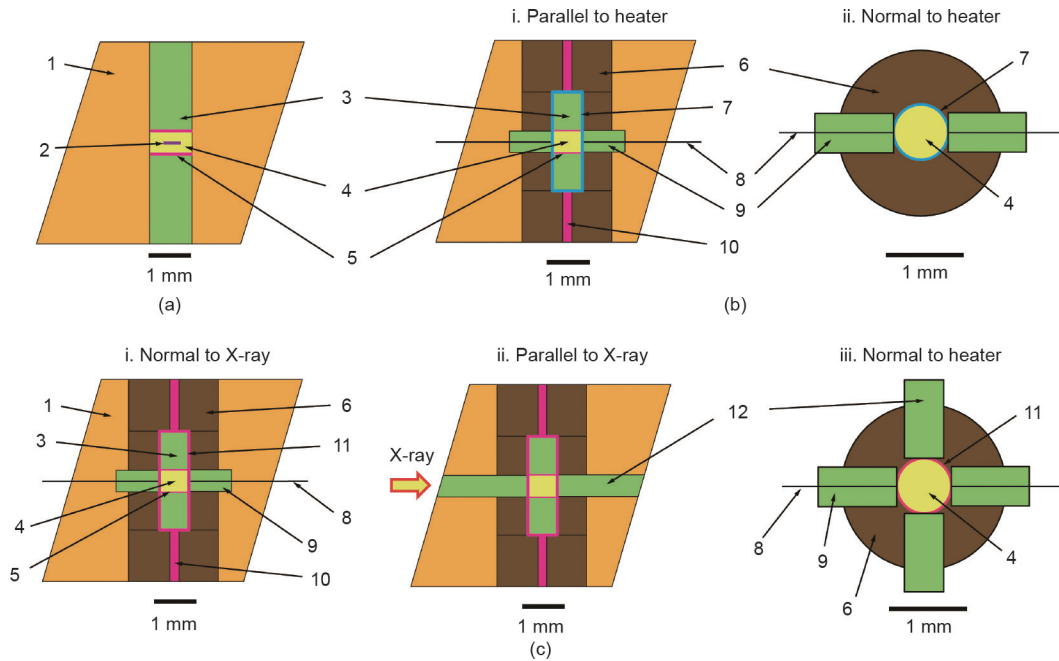 i. Parallel to heater
ii. Normal to heater
1
2
3
4
5
6
7
8
9
10
6
7
8
9
4
1 mm
1 mm
1 mm
(a)
(b)
i. Normal to X-ray
ii. Parallel to X-ray
iii. Normal to heater
1
3
4
5
6
11
8
9
10
X-ray
12
11
8
9
6
4
1 mm
1 mm
1 mm
(c)